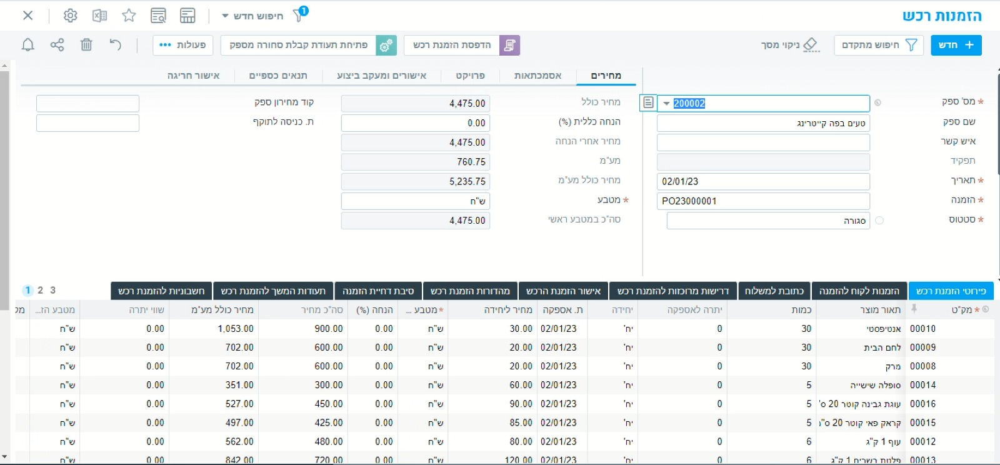 הזמנות רכש
חיפוש חדש 1
+ חדש חיפוש מתקדם ניקוי מסך הדפסת הזמנת רכש פתיחת תעודת קבלת סחורה מספק פעולות
מחירים אסמכתאות פרויקט אישורים ומעקב ביצוע תנאים כספיים אישור חריגה
* מס' ספק 200002
שם ספק טעים בפה קייטרינג
איש קשר
תפקיד
* תאריך 02/01/23
* הזמנה PO23000001
* סטטוס סגורה
מחיר כולל 4,475.00
הנחה כללית (%) 0.00
מחיר אחרי הנחה 4,475.00
מע"מ 760.75
מחיר כולל מע"מ 5,235.75
* מטבע ש"ח
סה"כ במטבע ראשי 4,475.00
קוד מחירון ספק
ת. כניסה לתוקף
פירוטי הזמנת רכש הזמנות לקוח להזמנה כתובת למשלוח דרישות מרוכזות להזמנת רכש אישור הזמנת הרכש מהדורות הזמנת רכש סיבת דחיית הזמנה תעודות המשך להזמנת רכש חשבוניות להזמנת רכש 3 2 1
* מק"ט תאור מוצר כמות יתרה לאספקה יחידה ת. אספקה מחיר ליחידה * מטבע ... הנחה (%) סה"כ מחיר מחיר כולל מע"מ שווי יתרה מטבע הז... מק
00010 אנטיפסטי 30 0 יח' 02/01/23 30.00 ש"ח 0.00 900.00 1,053.00 0.00 ש"ח
00009 לחם הבית 30 0 יח' 02/01/23 20.00 ש"ח 0.00 600.00 702.00 0.00 ש"ח
00008 מרק 30 0 יח' 02/01/23 20.00 ש"ח 0.00 600.00 702.00 0.00 ש"ח
00014 סופלה שישייה 5 0 יח' 02/01/23 60.00 ש"ח 0.00 300.00 351.00 0.00 ש"ח
00016 עוגת גבינה קוטר 20 ס' 5 0 יח' 02/01/23 90.00 ש"ח 0.00 450.00 527.00 0.00 ש"ח
00015 קראק פאי קוטר 20 ס"נ 5 0 יח' 02/01/23 85.00 ש"ח 0.00 425.00 497.00 0.00 ש"ח
00012 עוף 1 ק"ג 6 0 יח' 02/01/23 80.00 ש"ח 0.00 480.00 562.00 0.00 ש"ח
00013 פלטת בשרים 1 ק"ג 6 0 יח' 02/01/23 120.00 ש"ח 0.00 720.00 842.00 0.00 ש"ח